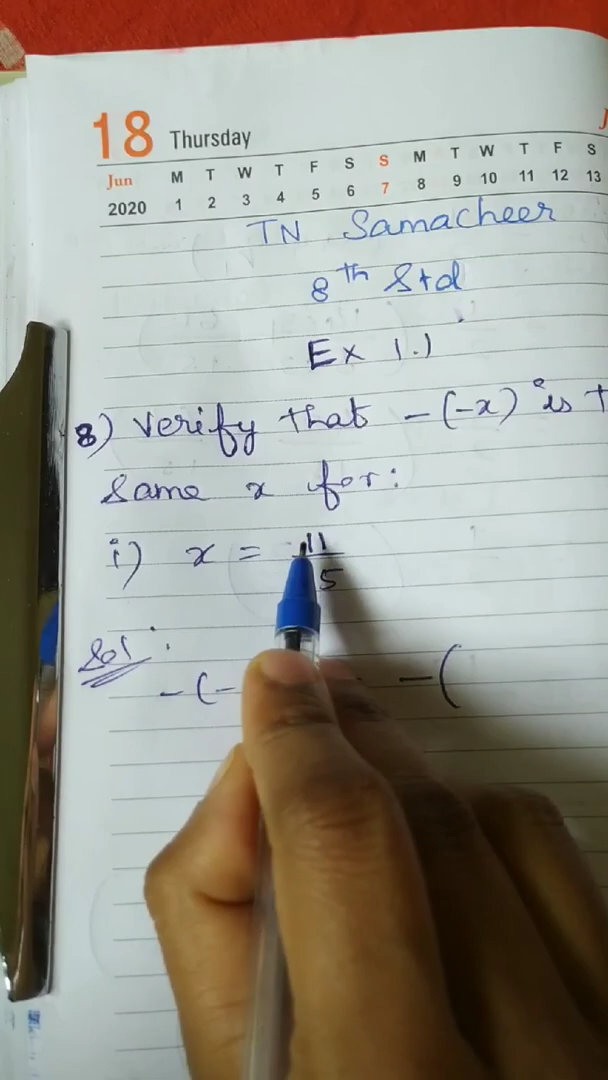 18 Thursday
Jun M T W T F S S M T W T F S
2020 1 2 3 4 5 6 7 8 9 10 11 12 13
TN Samacheer
8th Std
Ex 1.1
8) Verify that -(-x) is t
Same x for:
i) x = 11
5
Sol:
-(- -(